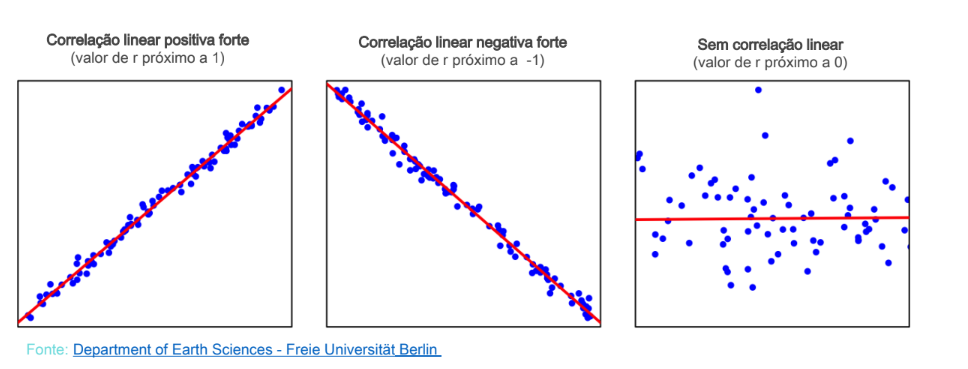 Correlação linear positiva forte
(valor de r próximo a 1)
Correlação linear negativa forte
(valor de r próximo a -1)
Sem correlação linear
(valor de r próximo a 0)
Fonte: Department of Earth Sciences - Freie Universität Berlin